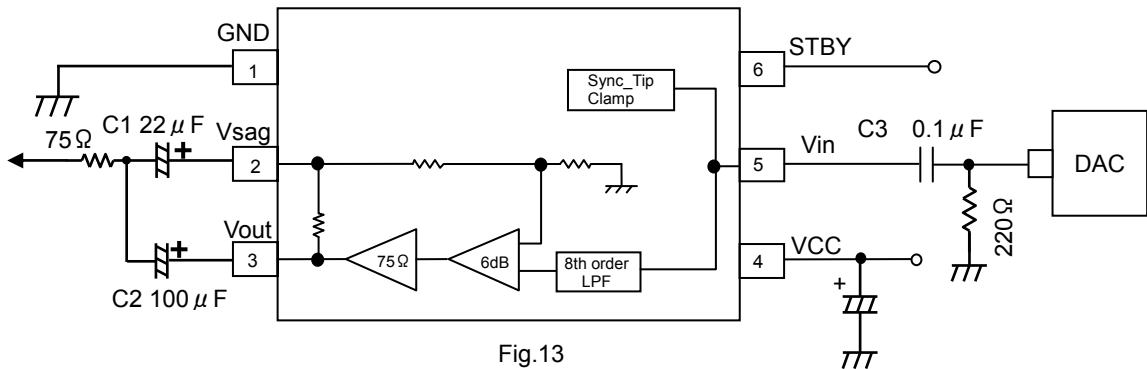 GND
1
STBY
6
Sync_Tip
Clamp
75Ω
C1 22μF
+
Vsag
2
Vin
5
C3
0.1μF
DAC
220Ω
Vout
3
75Ω
6dB
8th order
LPF
VCC
4
+
C2 100μF
+
Fig.13